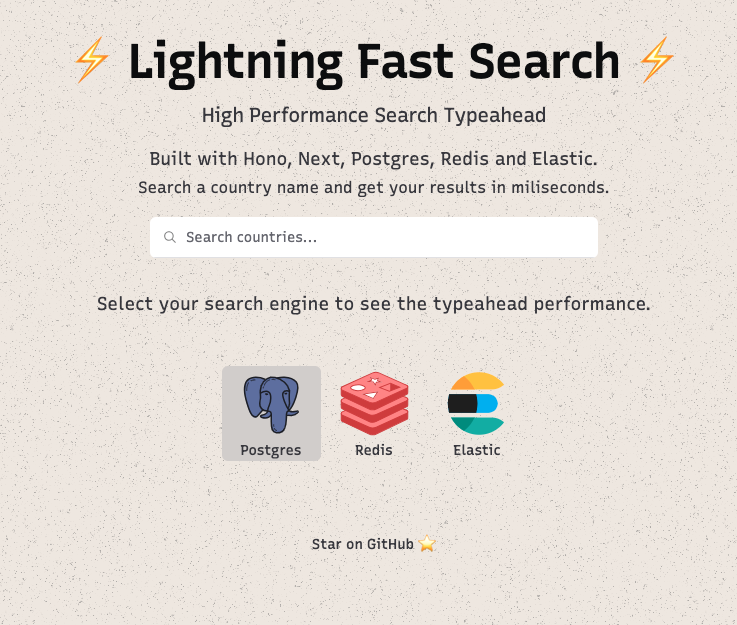 ⚡ Lightning Fast Search ⚡
High Performance Search Typeahead
Built with Hono, Next, Postgres, Redis and Elastic.
Search a country name and get your results in miliseconds.
Search countries...
Select your search engine to see the typeahead performance.
Postgres Redis Elastic
Star on GitHub ⭐